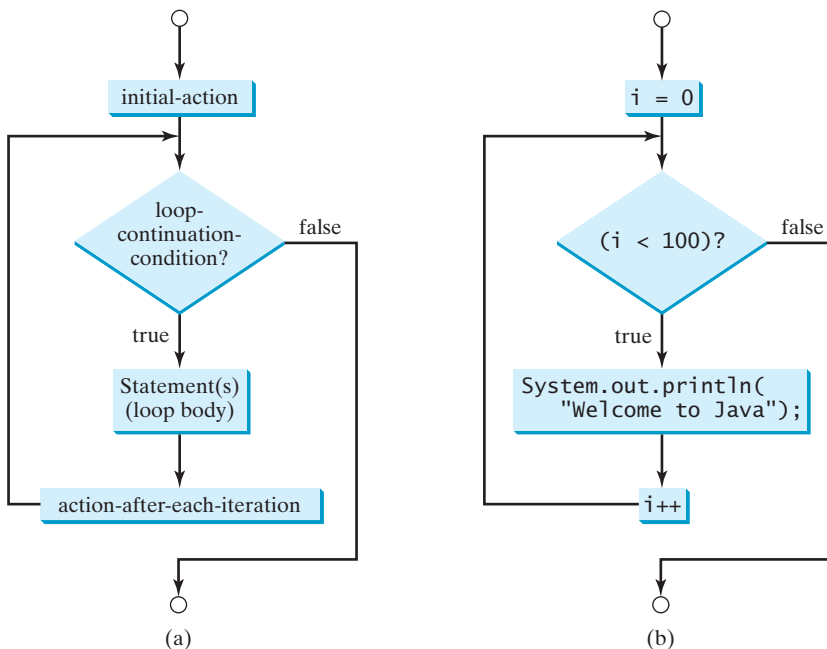 initial-action
loop-
continuation-
condition?
false
true
Statement(s)
(loop body)
action-after-each-iteration
(a)
i = 0
(i < 100)?
false
true
System.out.println(
"Welcome to Java");
i++
(b)